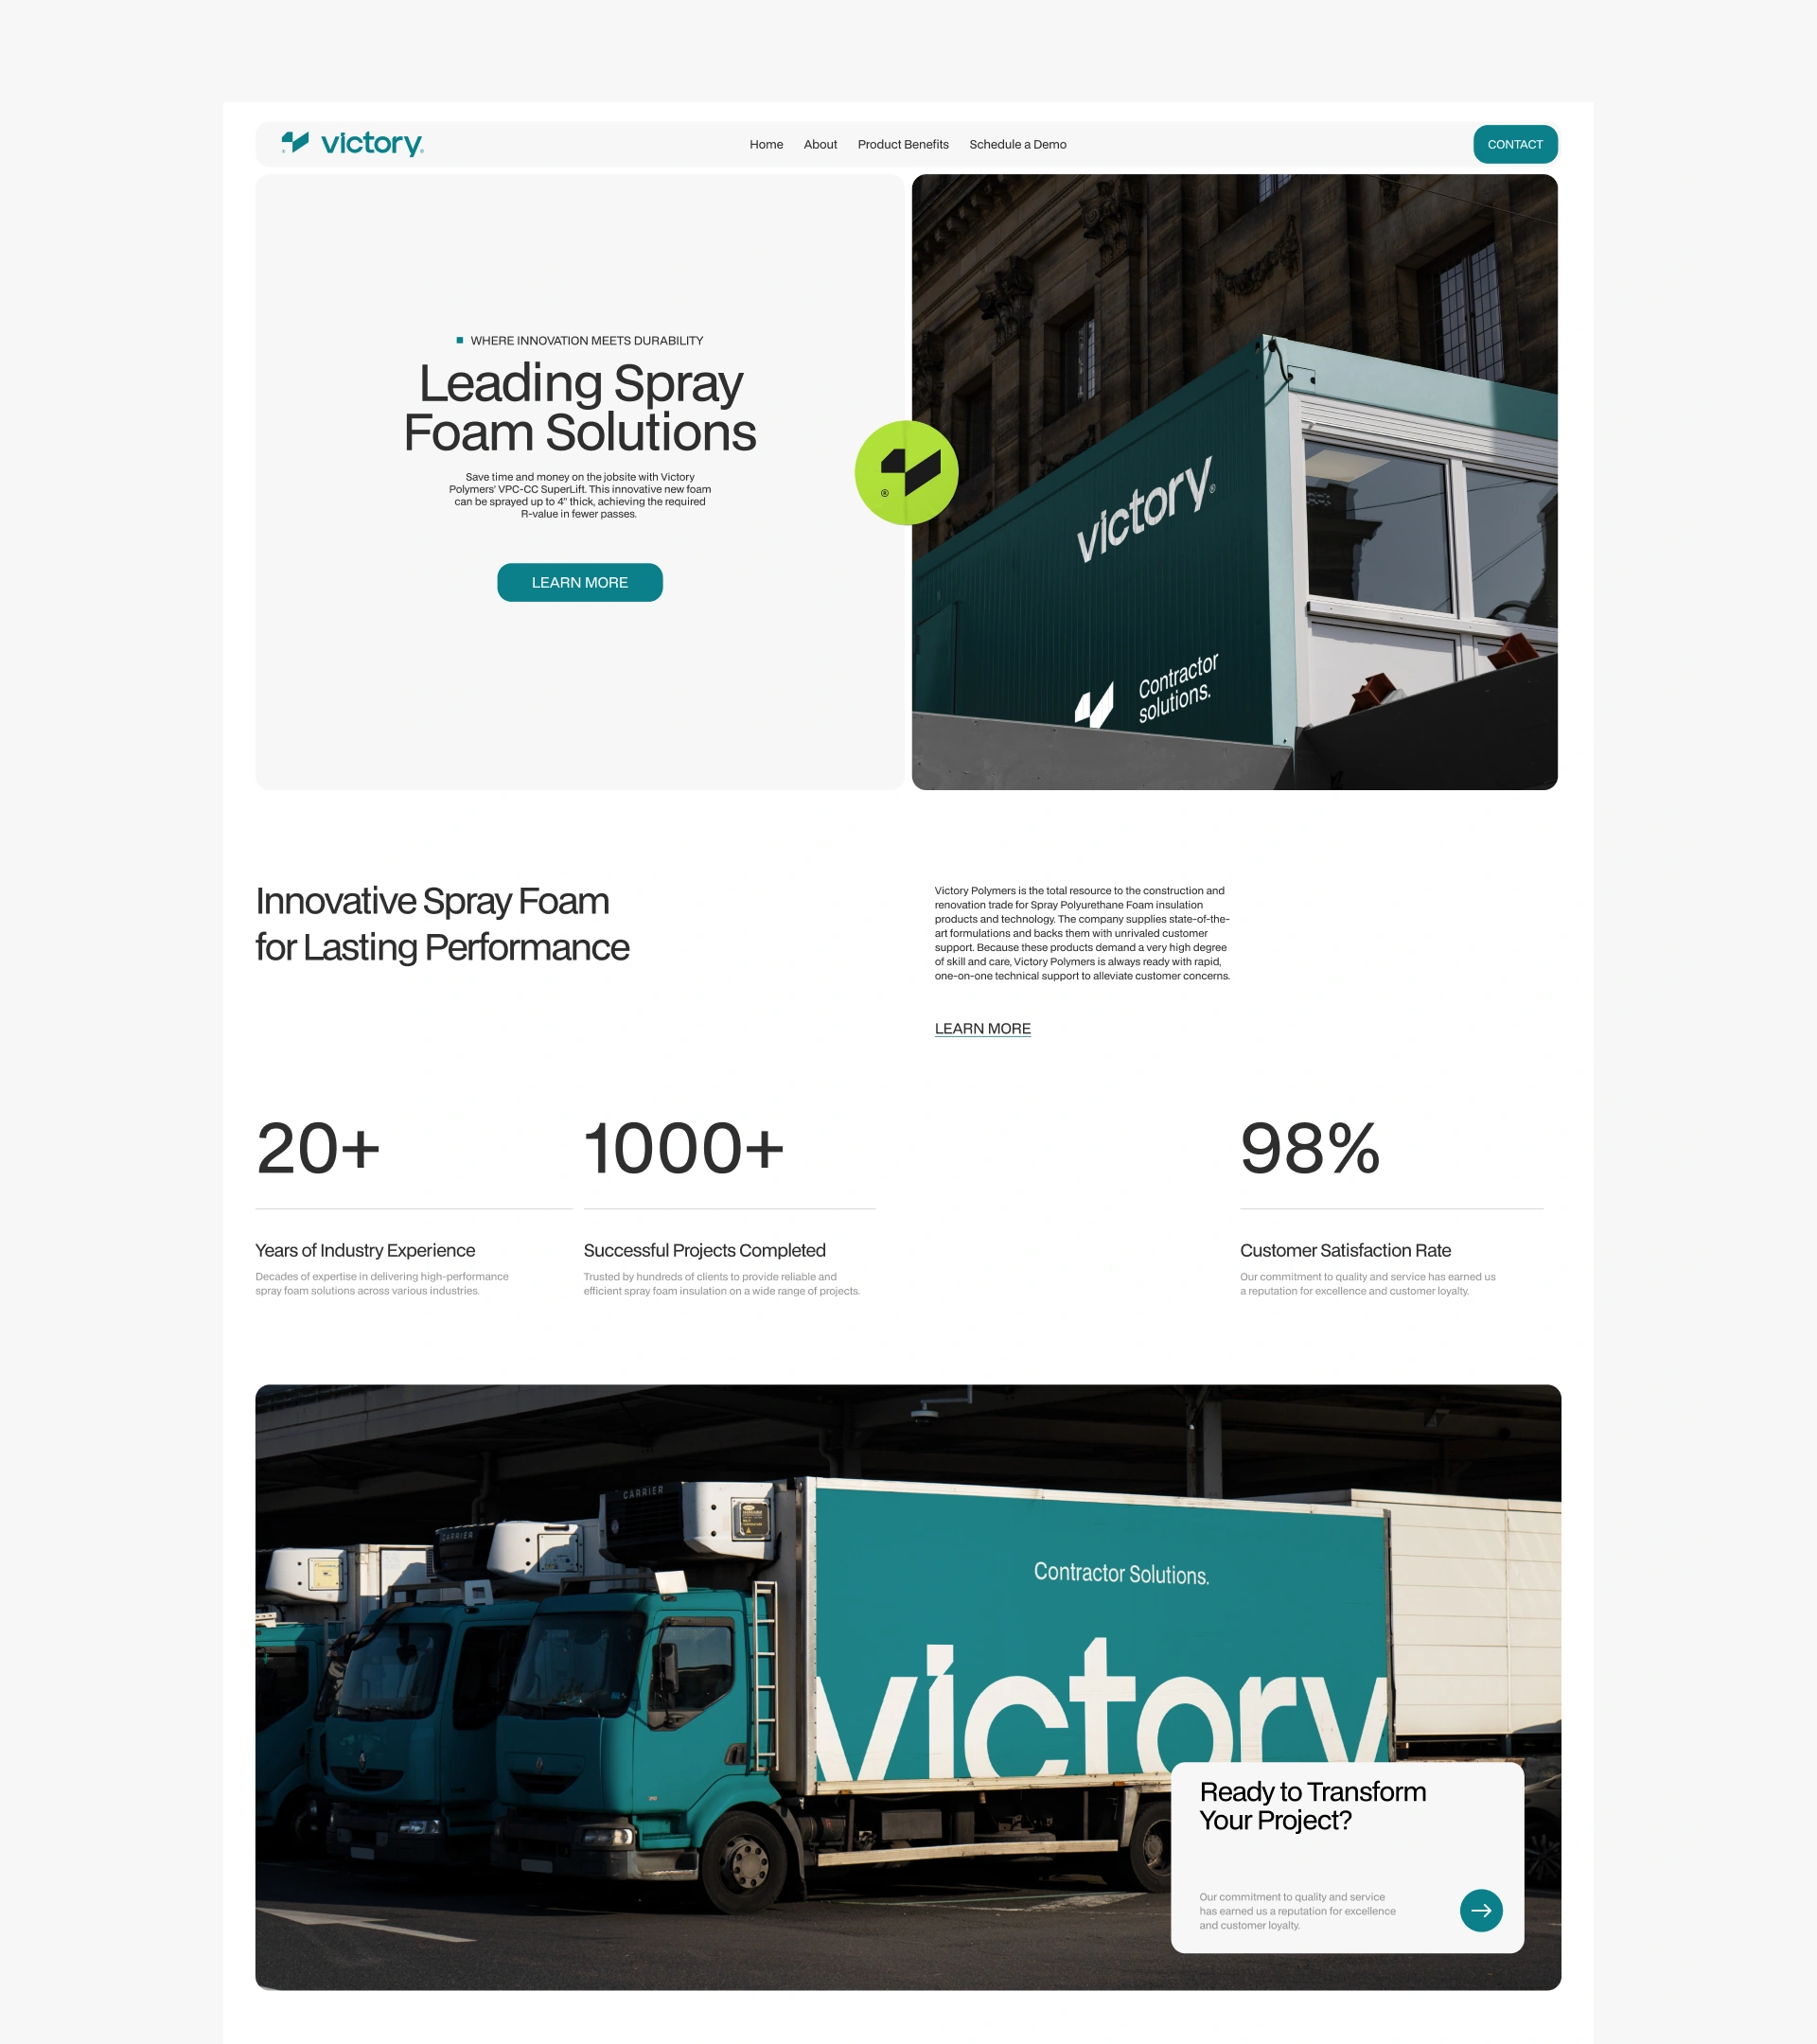 victory®
Home About Product Benefits Schedule a Demo
CONTACT
WHERE INNOVATION MEETS DURABILITY
Leading Spray
Foam Solutions
Save time and money on the jobsite with Victory
Polymers' VPC-CC SuperLift. This innovative new foam
can be sprayed up to 4" thick, achieving the required
R-value in fewer passes.
LEARN MORE
®
victory®
Contractor
solutions.
Innovative Spray Foam
for Lasting Performance
Victory Polymers is the total resource to the construction and
renovation trade for Spray Polyurethane Foam insulation
products and technology. The company supplies state-of-the-
art formulations and backs them with unrivaled customer
support. Because these products demand a very high degree
of skill and care, Victory Polymers is always ready with rapid,
one-on-one technical support to alleviate customer concerns.
LEARN MORE
20+
Years of Industry Experience
Decades of expertise in delivering high-performance
spray foam solutions across various industries.
1000+
Successful Projects Completed
Trusted by hundreds of clients to provide reliable and
efficient spray foam insulation on a wide range of projects.
98%
Customer Satisfaction Rate
Our commitment to quality and service has earned us
a reputation for excellence and customer loyalty.
CARRIER
CARRIER
Contractor Solutions.
victory
Ready to Transform
Your Project?
Our commitment to quality and service
has earned us a reputation for excellence
and customer loyalty.